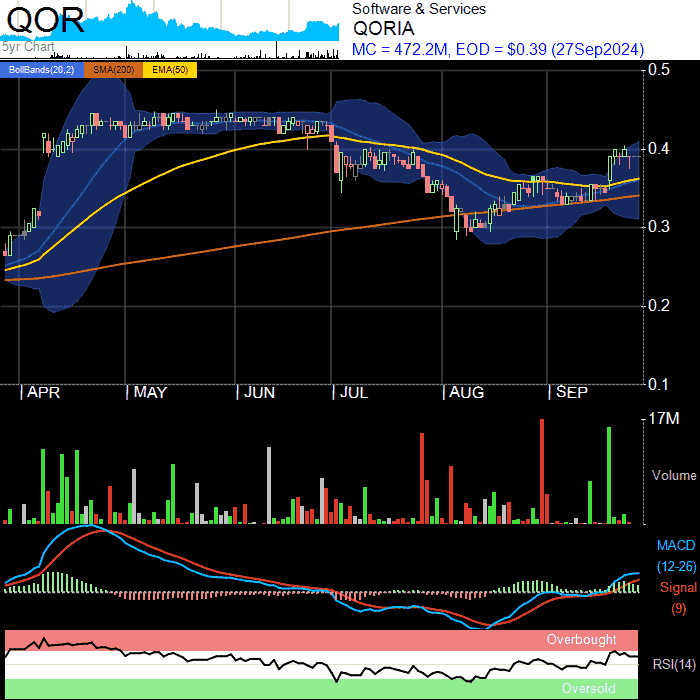 QOR
5yr Chart
Software & Services
QORIA
MC = 472.2M, EOD = $0.39 (27Sep2024)
BollBands(20,2) SMA(200) EMA(50)
0.5
0.4
0.3
0.2
0.1
APR MAY JUN JUL AUG SEP
17M
Volume
MACD
(12-26)
Signal
(9)
Overbought
RSI(14)
Oversold